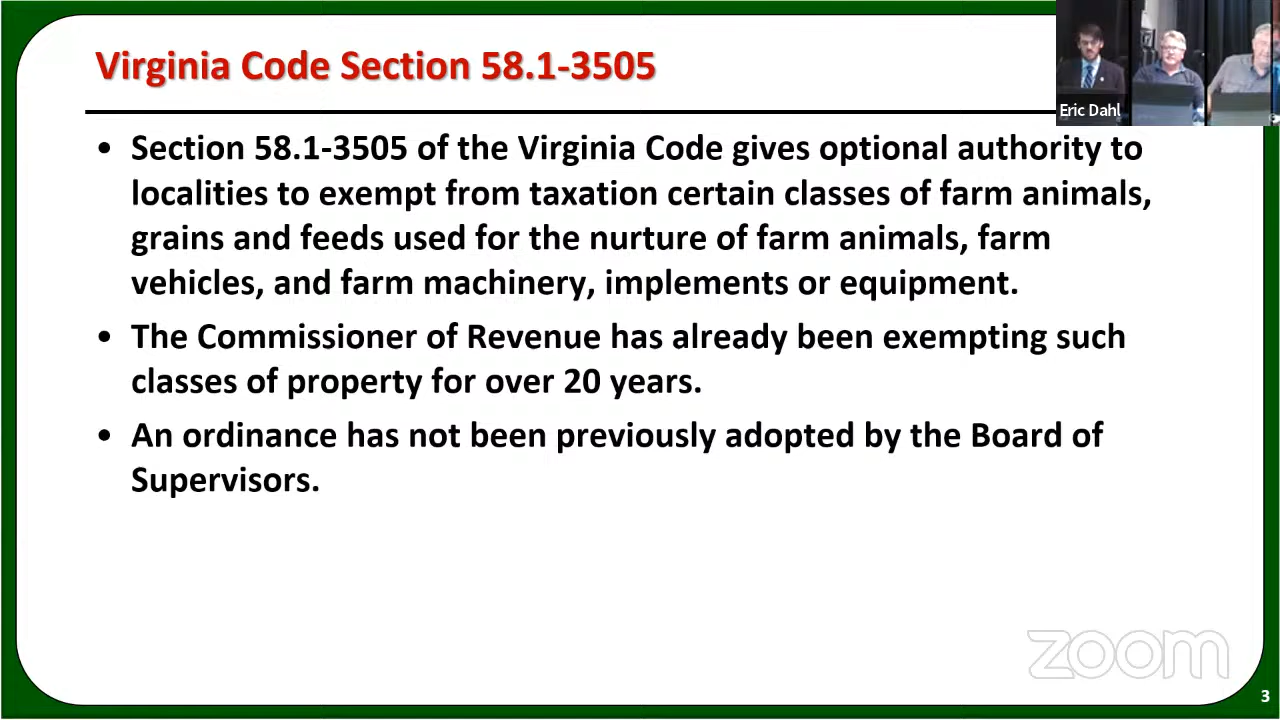 Virginia Code Section 58.1-3505
Eric Dahl
• Section 58.1-3505 of the Virginia Code gives optional authority to
localities to exempt from taxation certain classes of farm animals,
grains and feeds used for the nurture of farm animals, farm
vehicles, and farm machinery, implements or equipment.
• The Commissioner of Revenue has already been exempting such
classes of property for over 20 years.
• An ordinance has not been previously adopted by the Board of
Supervisors.
zoom
3